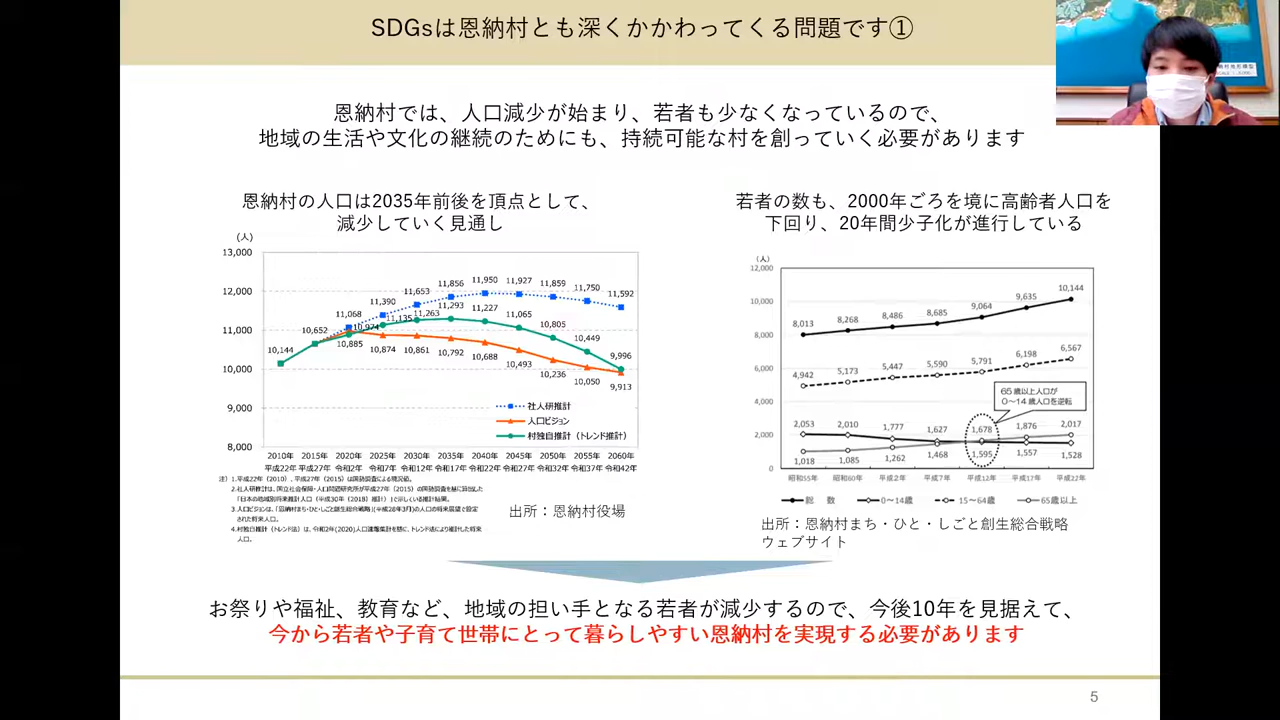 SDGsは恩納村とも深くかかわってくる問題です①
恩納村では、人口減少が始まり、若者も少なくなっているので、
地域の生活や文化の継続のためにも、持続可能な村を創っていく必要があります
恩納村の人口は2035年前後を頂点として、
減少していく見通し
(人)
13,000
12,000
11,000
10,000
9,000
8,000
11,068 11,390 11,653 11,856 11,950 11,927 11,859 11,750 11,592
10,144 10,652 10,974 11,135 11,263 11,293 11,227 11,065 10,805 10,449 9,996
10,885 10,874 10,861 10,792 10,688 10,493 10,236 10,050 9,913
社人研推計
人口ビジョン
村独自推計（トレンド推計）
2010年 2015年 2020年 2025年 2030年 2035年 2040年 2045年 2050年 2055年 2060年
平成22年 平成27年 令和2年 令和7年 令和12年 令和17年 令和22年 令和27年 令和32年 令和37年 令和42年
出所：恩納村役場
若者の数も、2000年ごろを境に高齢者人口を
下回り、20年間少子化が進行している
(人)
12,000
10,000
8,000
6,000
4,000
2,000
0
8,013 8,268 8,486 8,685 9,064 9,635 10,144
4,942 5,173 5,447 5,590 5,791 6,198 6,567
65歳以上人口が
0～14歳人口を逆転
2,053 2,010 1,777 1,627 1,678 1,876 2,017
1,018 1,085 1,262 1,468 1,595 1,557 1,528
昭和55年 昭和60年 平成2年 平成7年 平成12年 平成17年 平成22年
総 数 0～14歳 15～64歳 65歳以上
出所：恩納村まち・ひと・しごと創生総合戦略
ウェブサイト
お祭りや福祉、教育など、地域の担い手となる若者が減少するので、今後10年を見据えて、
今から若者や子育て世帯にとって暮らしやすい恩納村を実現する必要があります
5